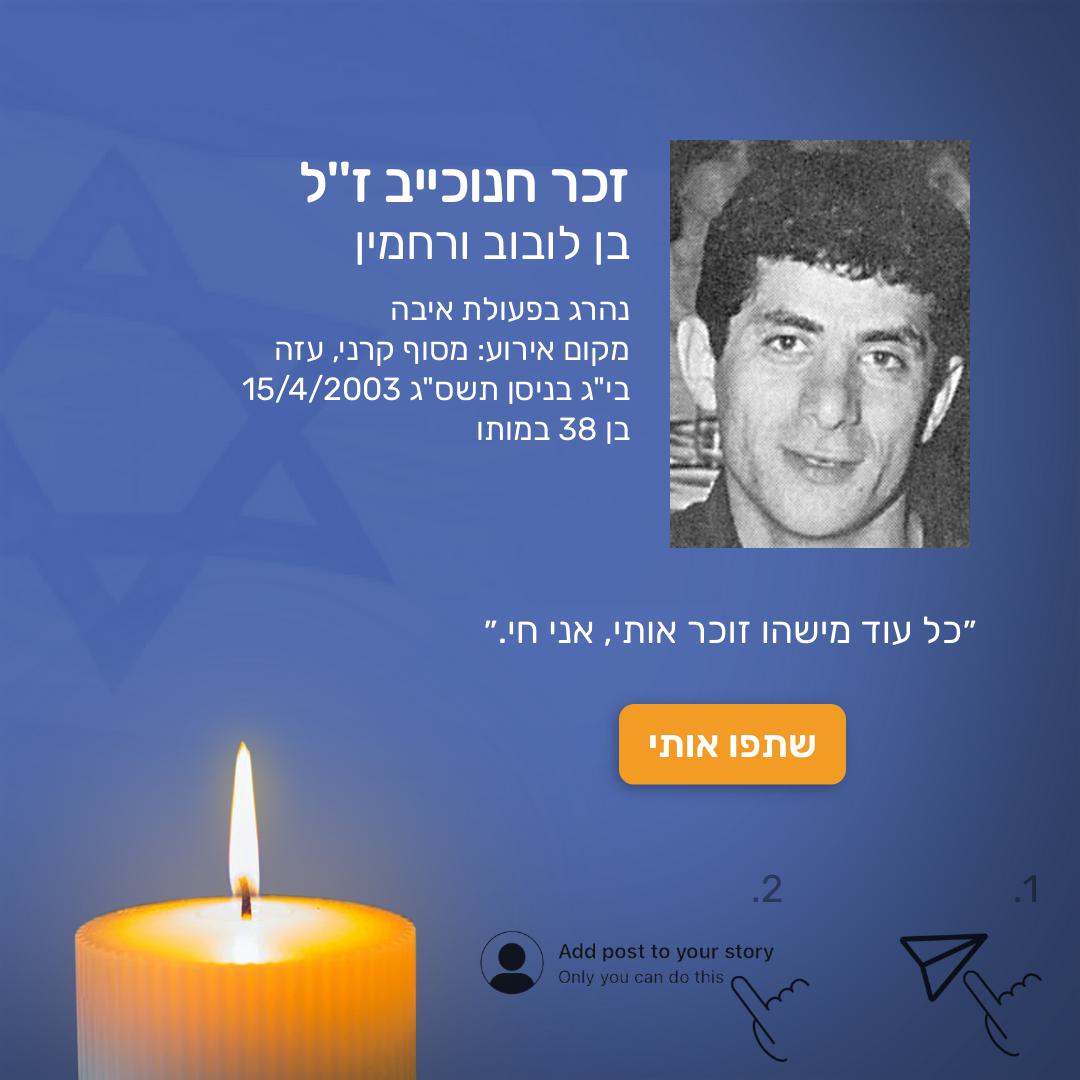 זכר חנוכייב ז"ל
בן לובוב ורחמין
נהרג בפעולת איבה
מקום אירוע: מסוף קרני, עזה
בי"ג בניסן תשס"ג 15/4/2003
בן 38 במותו
״כל עוד מישהו זוכר אותי, אני חי.״
שתפו אותי
1.
2.
Add post to your story
Only you can do this